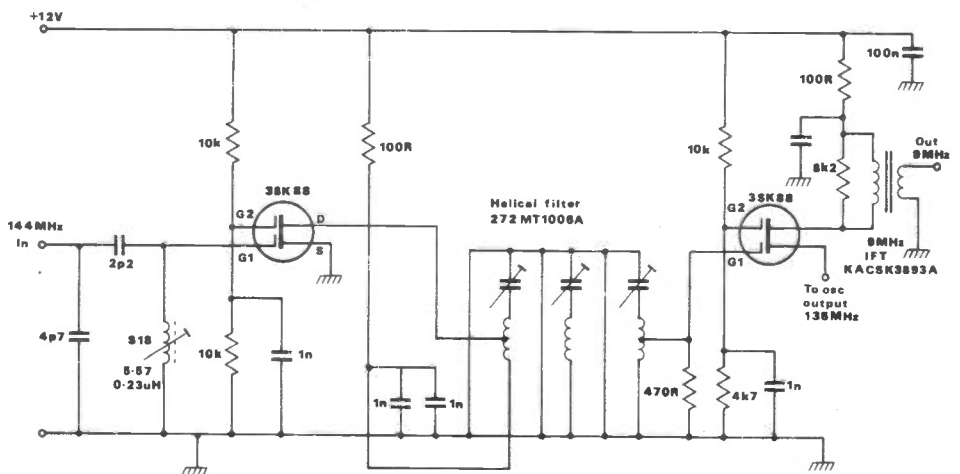 +12V
100n
100R
10k
100R
10k
Out
9MHz
8k2
3SK88
G2
D
S
G1
Helical filter
272 MT1006A
3SK88
G2
G1
9MHz
IFT
KACSK3893A
144MHz
In
2p2
To osc
output
135MHz
4p7
S18
5·57
0·23uH
10k
1n
1n
1n
470R
4k7
1n